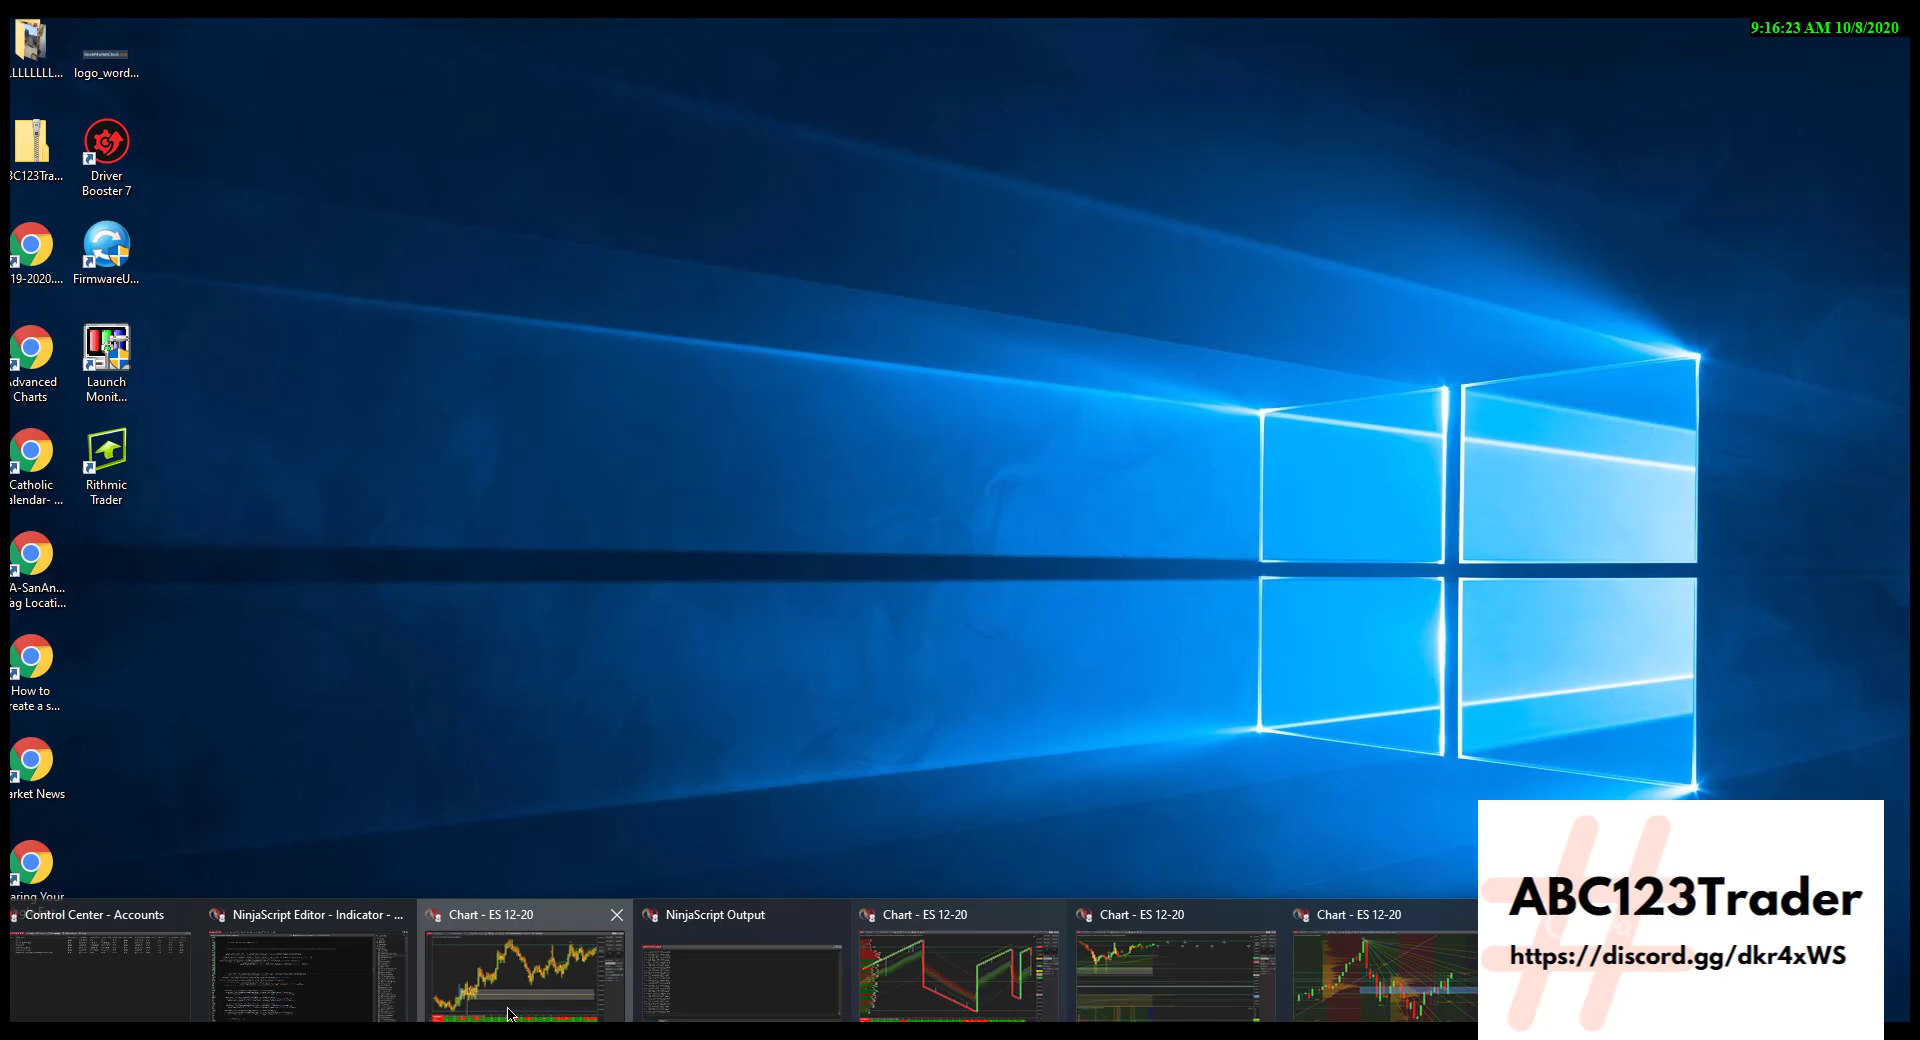 9:16:23 AM 10/8/2020
LLLLLLL...
logo_word...
3C123Tra...
Driver
Booster 7
19-2020....
FirmwareU...
Advanced
Charts
Launch
Monit...
Catholic
alendar- ...
Rithmic
Trader
A-SanAn...
ag Locati...
How to
reate a s...
arket News
aring Your
Control Center - Accounts
NinjaScript Editor - Indicator - ...
Chart - ES 12-20
NinjaScript Output
Chart - ES 12-20
Chart - ES 12-20
Chart - ES 12-20
ABC123Trader
https://discord.gg/dkr4xWS